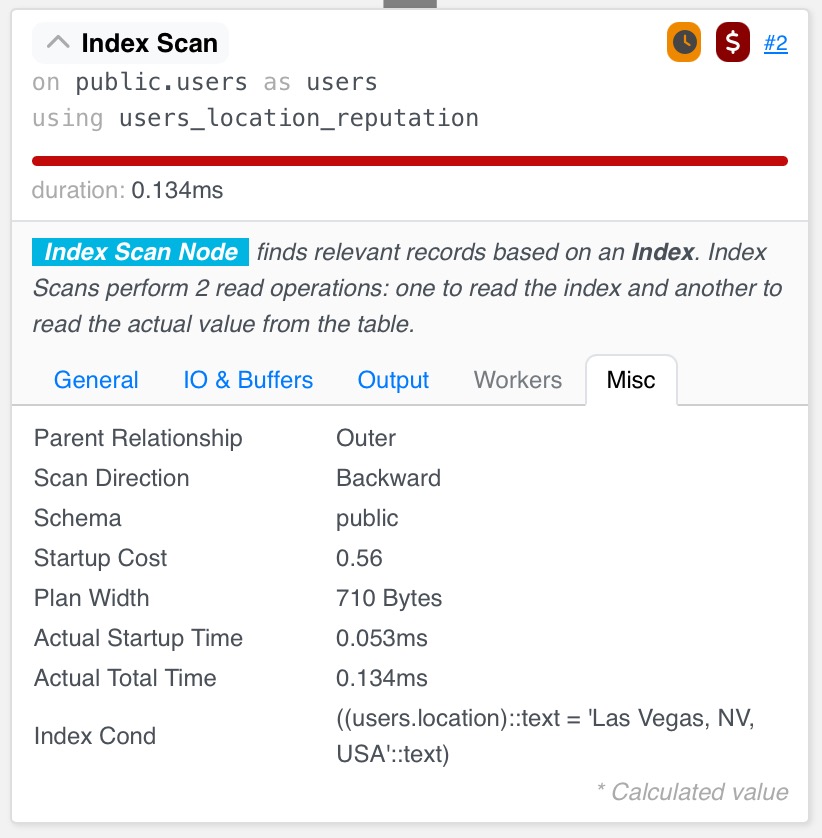 Index Scan
$
#2
on public.users as users
using users_location_reputation
duration: 0.134ms
Index Scan Node finds relevant records based on an Index. Index
Scans perform 2 read operations: one to read the index and another to
read the actual value from the table.
General IO & Buffers Output Workers Misc
Parent Relationship Outer
Scan Direction Backward
Schema public
Startup Cost 0.56
Plan Width 710 Bytes
Actual Startup Time 0.053ms
Actual Total Time 0.134ms
Index Cond ((users.location)::text = 'Las Vegas, NV,
USA'::text)
* Calculated value